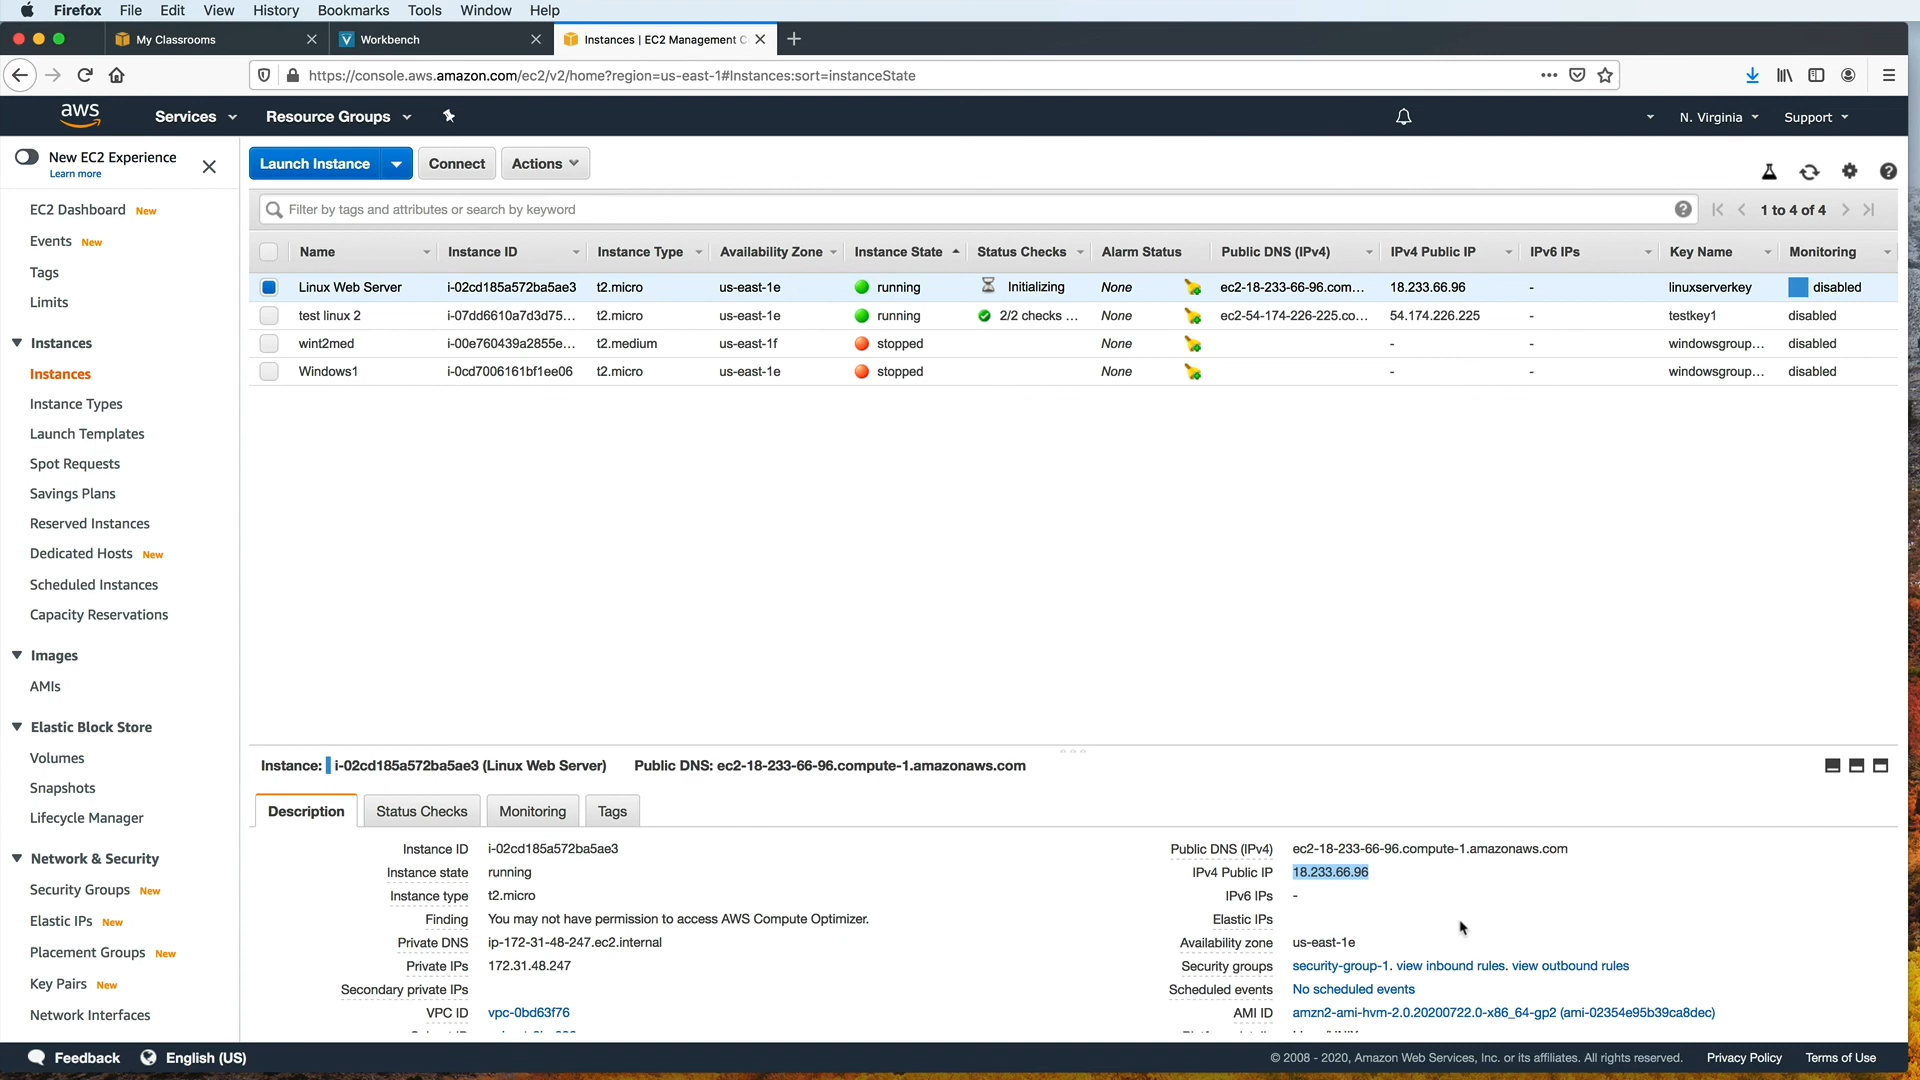 Firefox File Edit View History Bookmarks Tools Window Help
My Classrooms Workbench Instances | EC2 Management C
https://console.aws.amazon.com/ec2/v2/home?region=us-east-1#Instances:sort=instanceState
aws Services Resource Groups N. Virginia Support
New EC2 Experience
Learn more
EC2 Dashboard New
Events New
Tags
Limits
Instances
Instances
Instance Types
Launch Templates
Spot Requests
Savings Plans
Reserved Instances
Dedicated Hosts New
Scheduled Instances
Capacity Reservations
Images
AMIs
Elastic Block Store
Volumes
Snapshots
Lifecycle Manager
Network & Security
Security Groups New
Elastic IPs New
Placement Groups New
Key Pairs New
Network Interfaces
Launch Instance Connect Actions
Filter by tags and attributes or search by keyword 1 to 4 of 4
Name Instance ID Instance Type Availability Zone Instance State Status Checks Alarm Status Public DNS (IPv4) IPv4 Public IP IPv6 IPs Key Name Monitoring
Linux Web Server i-02cd185a572ba5ae3 t2.micro us-east-1e running Initializing None ec2-18-233-66-96.com... 18.233.66.96 - linuxserverkey disabled
test linux 2 i-07dd6610a7d3d75... t2.micro us-east-1e running 2/2 checks ... None ec2-54-174-226-225.co... 54.174.226.225 - testkey1 disabled
wint2med i-00e760439a2855e... t2.medium us-east-1f stopped None - - windowsgroup... disabled
Windows1 i-0cd7006161bf1ee06 t2.micro us-east-1e stopped None - - windowsgroup... disabled
Instance: i-02cd185a572ba5ae3 (Linux Web Server) Public DNS: ec2-18-233-66-96.compute-1.amazonaws.com
Description Status Checks Monitoring Tags
Instance ID i-02cd185a572ba5ae3
Instance state running
Instance type t2.micro
Finding You may not have permission to access AWS Compute Optimizer.
Private DNS ip-172-31-48-247.ec2.internal
Private IPs 172.31.48.247
Secondary private IPs
VPC ID vpc-0bd63f76
Public DNS (IPv4) ec2-18-233-66-96.compute-1.amazonaws.com
IPv4 Public IP 18.233.66.96
IPv6 IPs -
Elastic IPs
Availability zone us-east-1e
Security groups security-group-1. view inbound rules. view outbound rules
Scheduled events No scheduled events
AMI ID amzn2-ami-hvm-2.0.20200722.0-x86_64-gp2 (ami-02354e95b39ca8dec)
Feedback English (US) © 2008 - 2020, Amazon Web Services, Inc. or its affiliates. All rights reserved. Privacy Policy Terms of Use